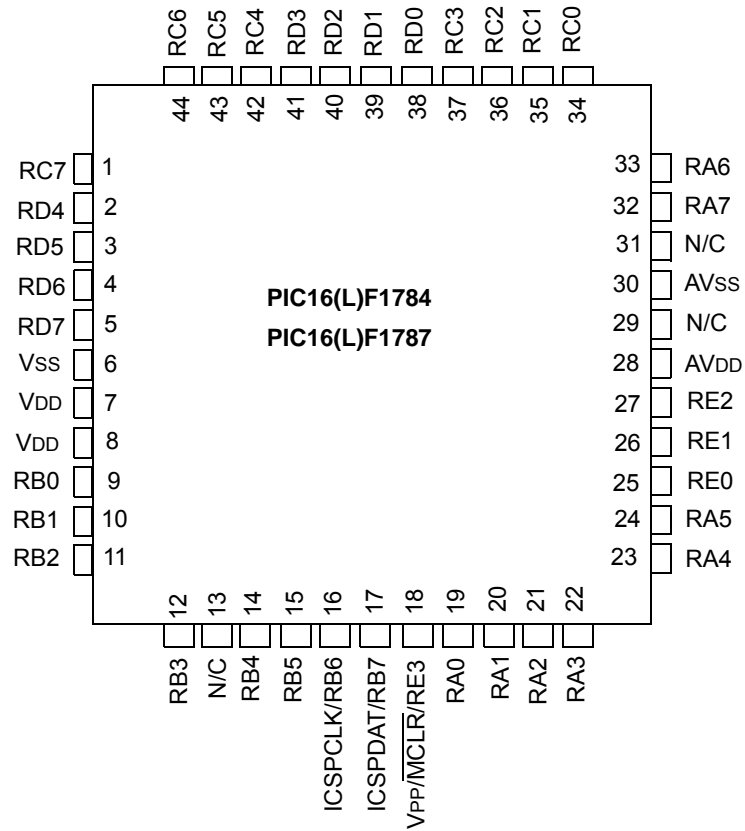 RC6 RC5 RC4 RD3 RD2 RD1 RD0 RC3 RC2 RC1 RC0
44 43 42 41 40 39 38 37 36 35 34
RC7 1 33 RA6
RD4 2 32 RA7
RD5 3 31 N/C
RD6 4 30 AVSS
RD7 5 29 N/C
VSS 6 28 AVDD
VDD 7 27 RE2
VDD 8 26 RE1
RB0 9 25 RE0
RB1 10 24 RA5
RB2 11 23 RA4
PIC16(L)F1784
PIC16(L)F1787
12 13 14 15 16 17 18 19 20 21 22
RB3 N/C RB4 RB5 ICSPCLK/RB6 ICSPDAT/RB7 VPP/MCLR/RE3 RA0 RA1 RA2 RA3